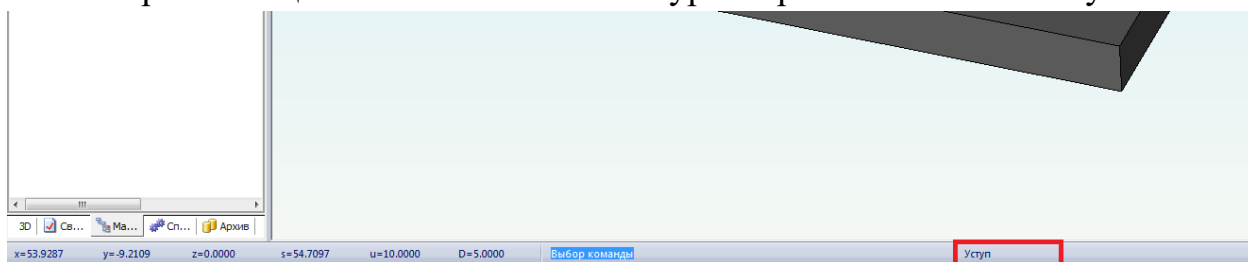 3D Св... Ма... Сп... Архив
x=53.9287 y=-9.2109 z=0.0000 s=54.7097 u=10.0000 D=5.0000 Выбор команды Уступ